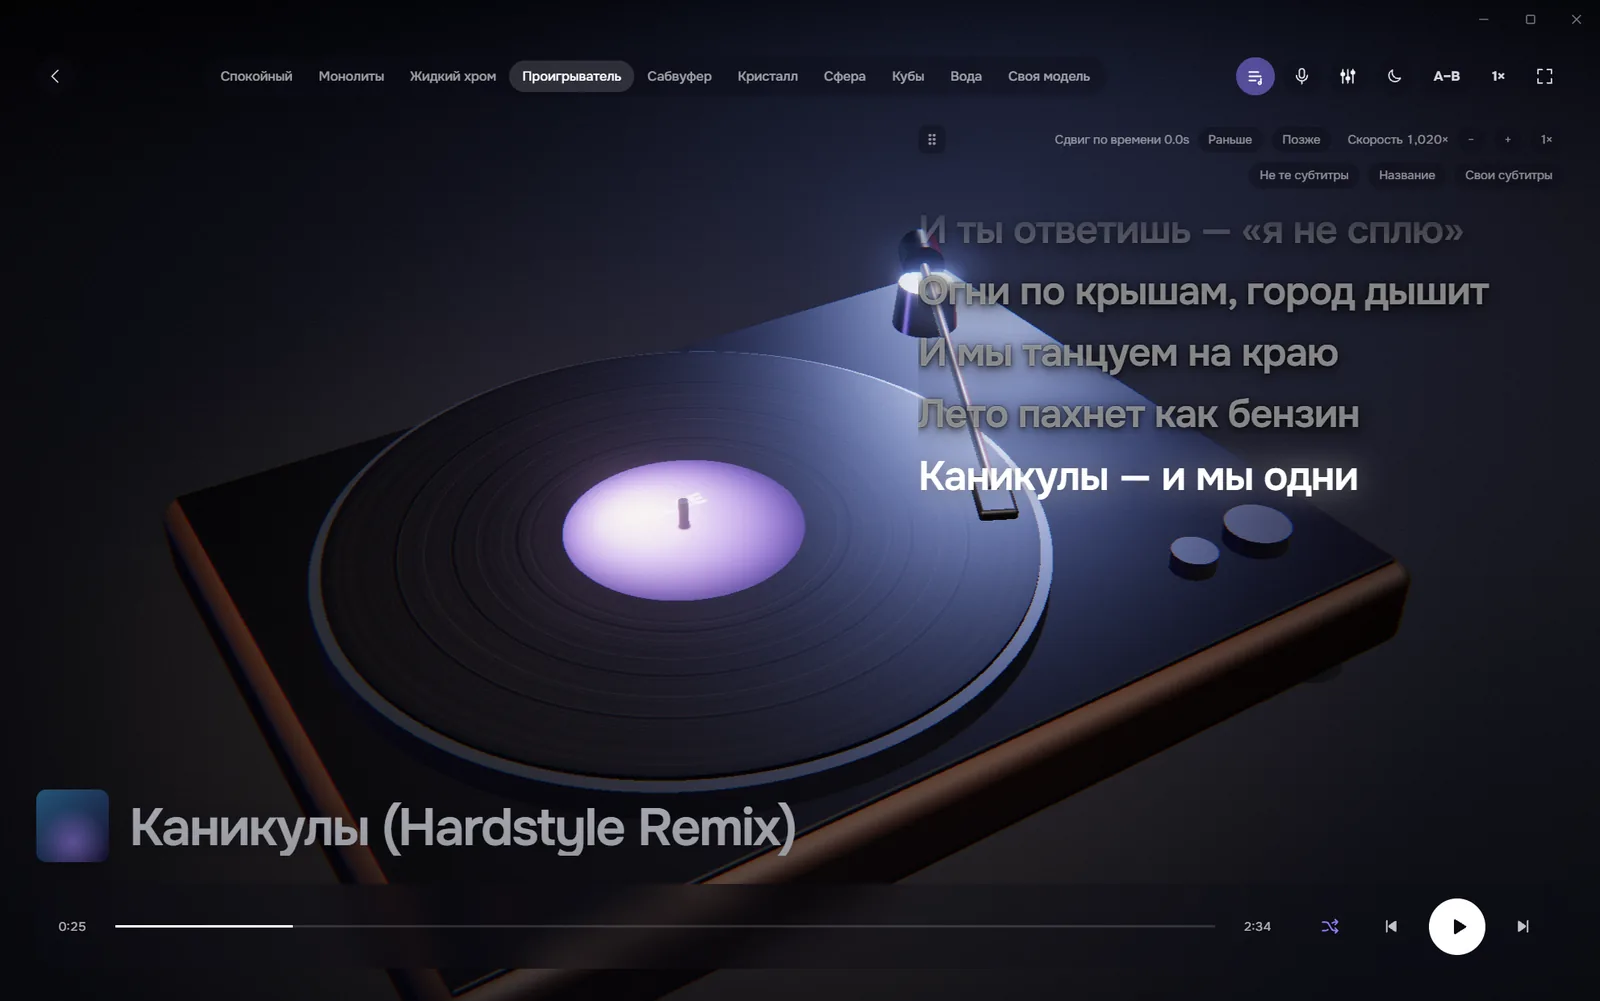 Спокойный Монолиты Жидкий хром Проигрыватель Сабвуфер Кристалл Сфера Кубы Вода Своя модель A–B 1×
Сдвиг по времени 0.0s Раньше Позже Скорость 1,020× - + 1×
Не те субтитры Название Свои субтитры
И ты ответишь — «я не сплю»
Огни по крышам, город дышит
И мы танцуем на краю
Лето пахнет как бензин
Каникулы — и мы одни
Каникулы (Hardstyle Remix)
0:25 2:34